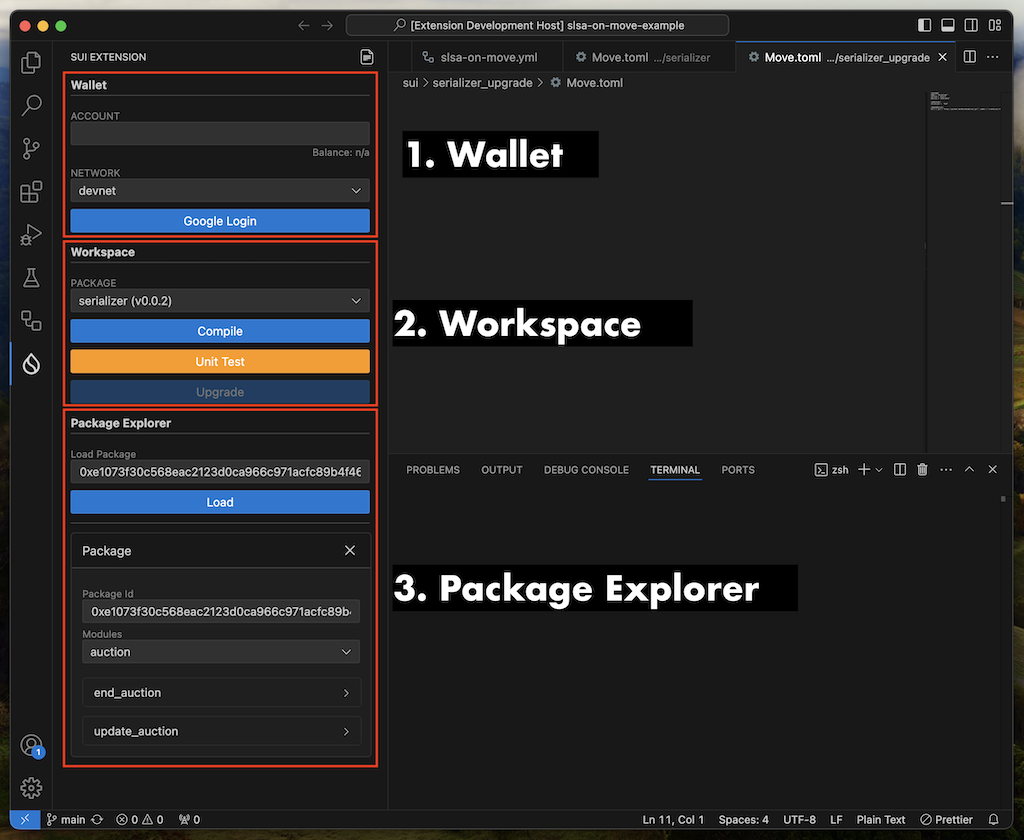 [Extension Development Host] slsa-on-move-example
SUI EXTENSION
slsa-on-move.yml
Move.toml .../serializer
Move.toml .../serializer_upgrade
sui > serializer_upgrade > Move.toml
Wallet
ACCOUNT
Balance: n/a
NETWORK
devnet
Google Login
1. Wallet
Workspace
PACKAGE
serializer (v0.0.2)
Compile
Unit Test
Upgrade
2. Workspace
Package Explorer
Load Package
0xe1073f30c568eac2123d0ca966c971acfc89b4f46
Load
Package
Package Id
0xe1073f30c568eac2123d0ca966c971acfc89b
Modules
auction
end_auction
update_auction
PROBLEMS
OUTPUT
DEBUG CONSOLE
TERMINAL
PORTS
zsh
3. Package Explorer
1
main
0 0
0
Ln 11, Col 1
Spaces: 4
UTF-8
LF
Plain Text
Prettier